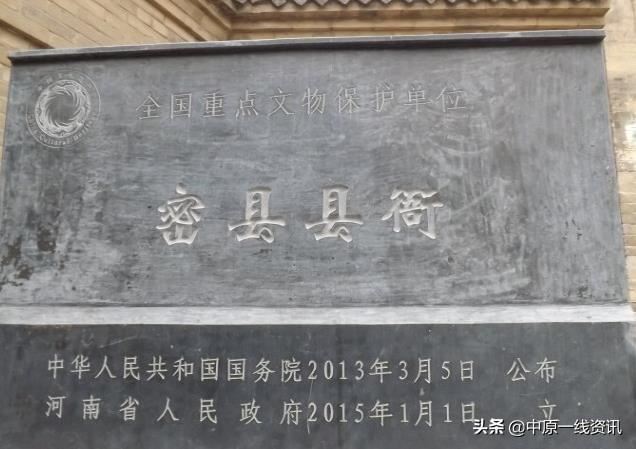 全国重点文物保护单位
密县县衙
中华人民共和国国务院2013年3月5日 公布
河南省人民政府2015年1月1日 立
头条@中原一线资讯